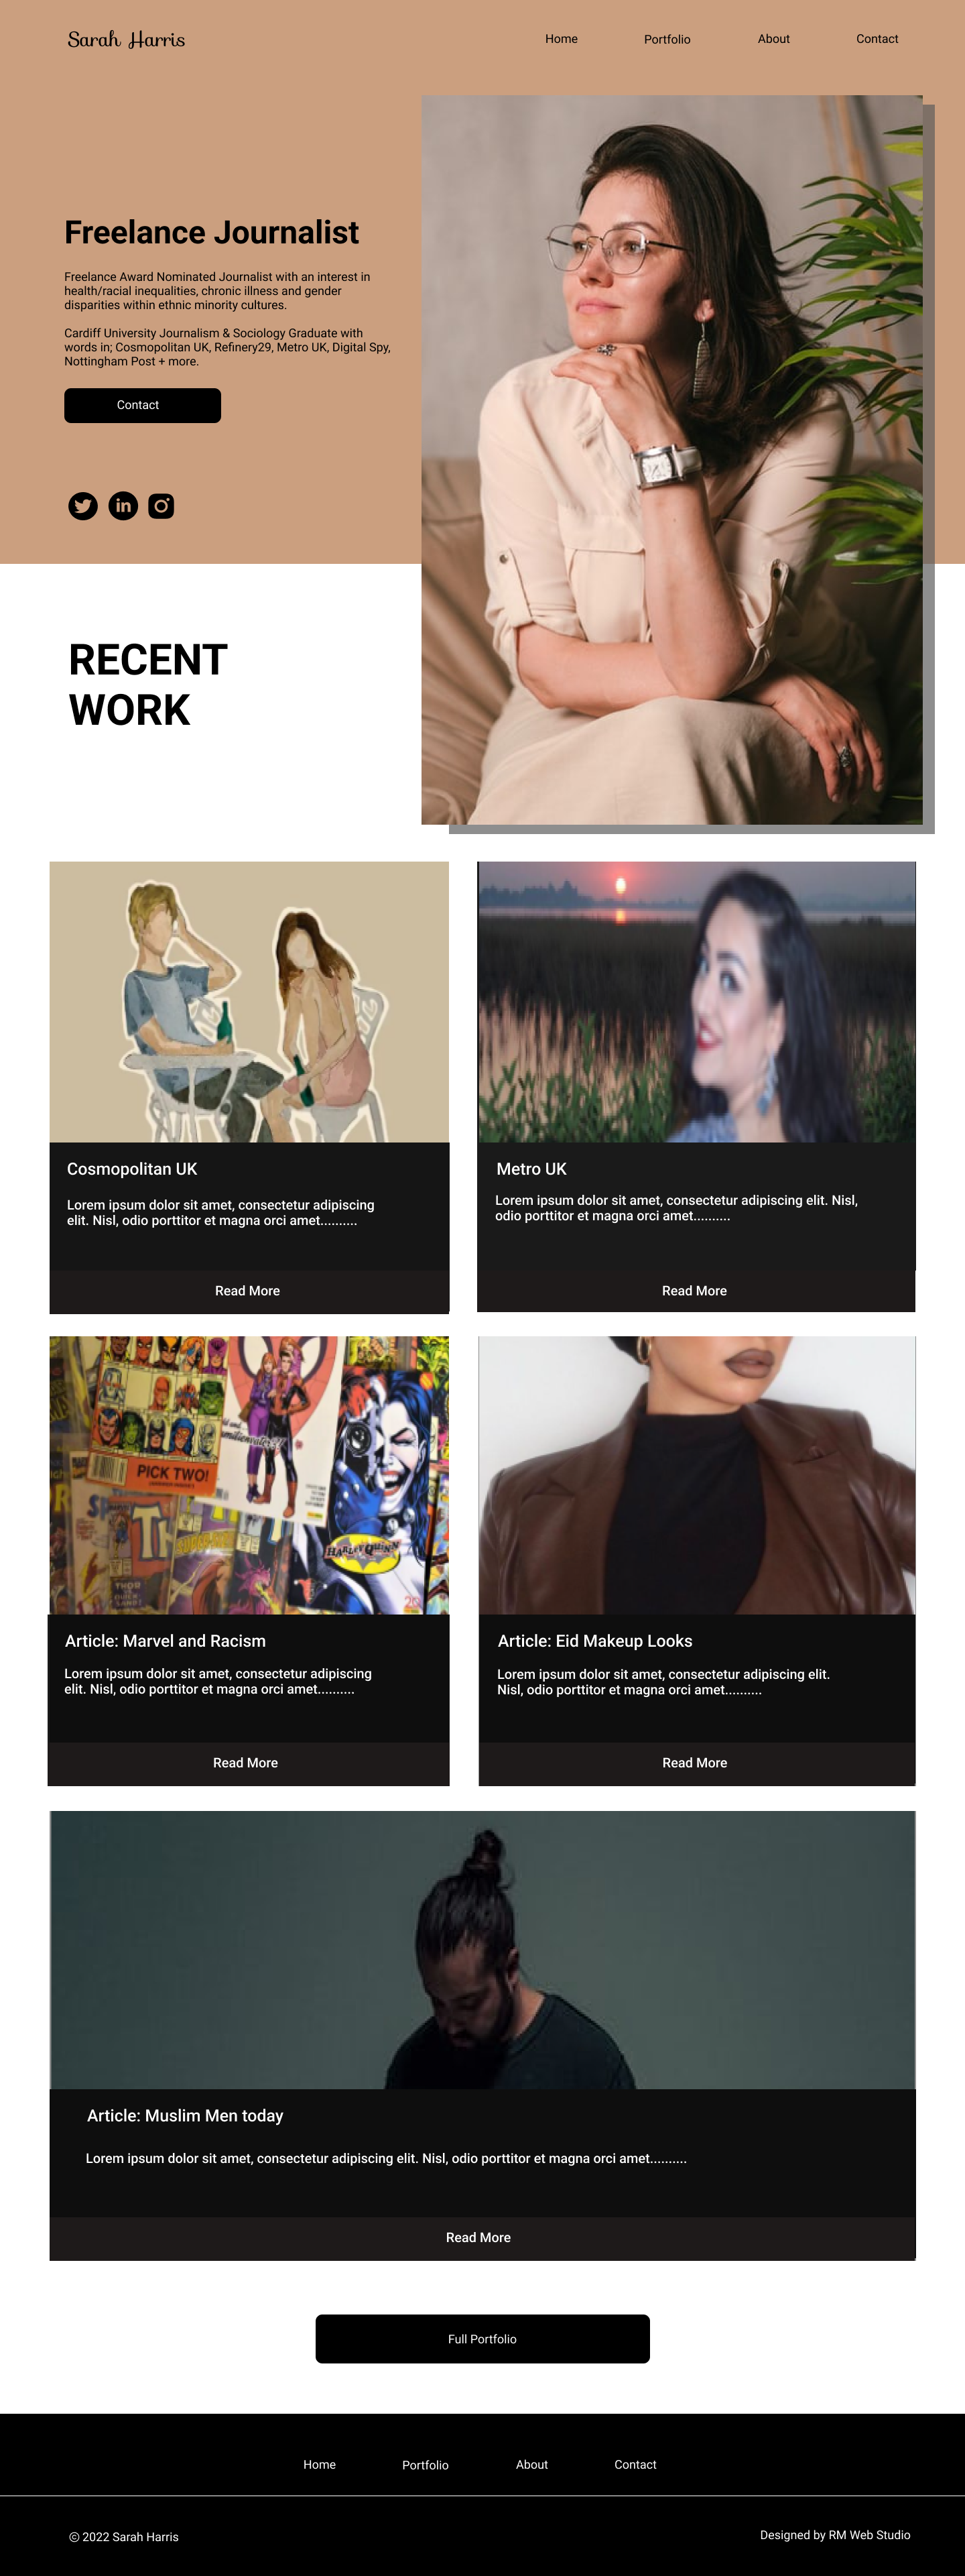 Sarah Harris
Home
Portfolio
About
Contact
Freelance Journalist
Freelance Award Nominated Journalist with an interest in
health/racial inequalities, chronic illness and gender
disparities within ethnic minority cultures.
Cardiff University Journalism & Sociology Graduate with
words in; Cosmopolitan UK, Refinery29, Metro UK, Digital Spy,
Nottingham Post + more.
Contact
in
RECENT
WORK
Cosmopolitan UK
Lorem ipsum dolor sit amet, consectetur adipiscing
elit. Nisl, odio porttitor et magna orci amet..........
Read More
Metro UK
Lorem ipsum dolor sit amet, consectetur adipiscing elit. Nisl,
odio porttitor et magna orci amet..........
Read More
PICK TWO!
HARLEY QUINN
Article: Marvel and Racism
Lorem ipsum dolor sit amet, consectetur adipiscing
elit. Nisl, odio porttitor et magna orci amet..........
Read More
Article: Eid Makeup Looks
Lorem ipsum dolor sit amet, consectetur adipiscing elit.
Nisl, odio porttitor et magna orci amet..........
Read More
Article: Muslim Men today
Lorem ipsum dolor sit amet, consectetur adipiscing elit. Nisl, odio porttitor et magna orci amet..........
Read More
Full Portfolio
Home
Portfolio
About
Contact
© 2022 Sarah Harris
Designed by RM Web Studio